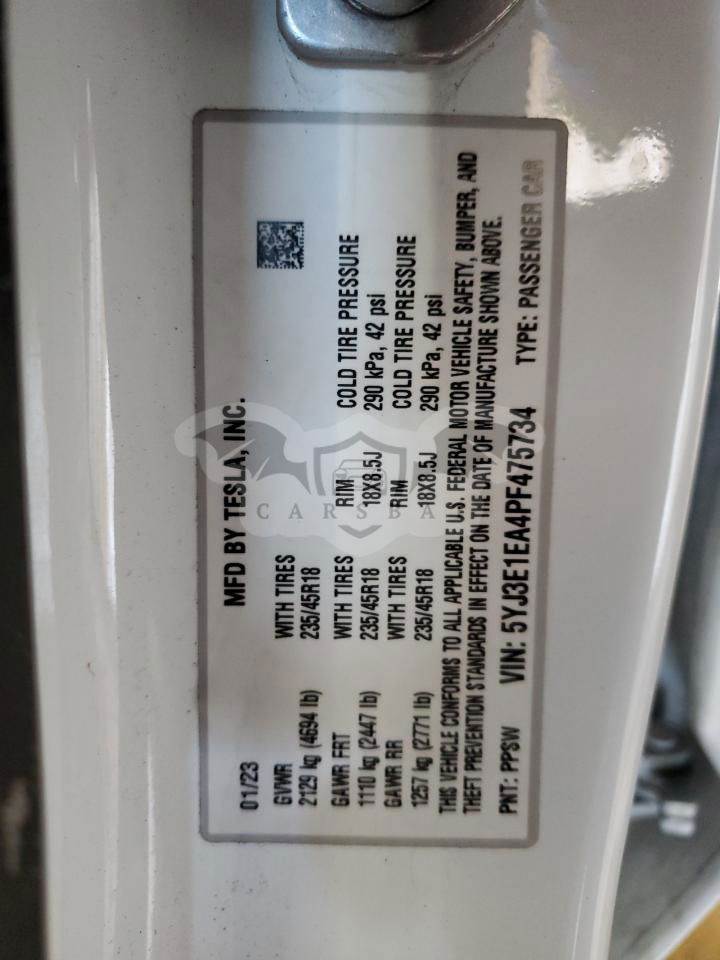 MFD BY TESLA, INC.
01/23
GVWR WITH TIRES
2129 kg (4694 lb) 235/45R18
GAWR FRT WITH TIRES RIM COLD TIRE PRESSURE
1110 kg (2447 lb) 235/45R18 18X8.5J 290 kPa, 42 psi
GAWR RR WITH TIRES RIM COLD TIRE PRESSURE
1257 kg (2771 lb) 235/45R18 18X8.5J 290 kPa, 42 psi
THIS VEHICLE CONFORMS TO ALL APPLICABLE U.S. FEDERAL MOTOR VEHICLE SAFETY, BUMPER, AND
THEFT PREVENTION STANDARDS IN EFFECT ON THE DATE OF MANUFACTURE SHOWN ABOVE.
PNT: PPSW VIN: 5YJ3E1EA4PF475734 TYPE: PASSENGER CAR